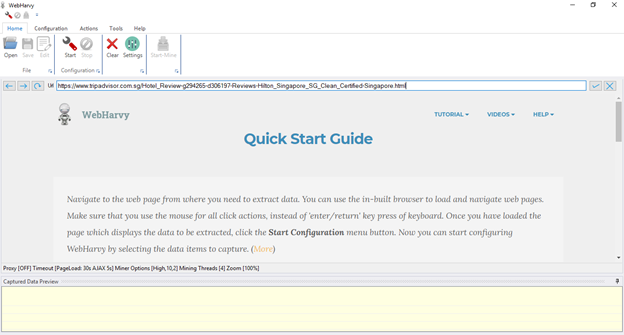 WebHarvy
Home Configuration Actions Tools Help
Open Save Edit Start Stop Clear Settings Start-Mine
File Configuration
Url https://www.tripadvisor.com.sg/Hotel_Review-g294265-d306197-Reviews-Hilton_Singapore_SG_Clean_Certified-Singapore.html
WebHarvy TUTORIAL VIDEOS HELP
Quick Start Guide
Navigate to the web page from where you need to extract data. You can use the in-built browser to load and navigate web pages.
Make sure that you use the mouse for all click actions, instead of 'enter/return' key press of keyboard. Once you have loaded the
page which displays the data to be extracted, click the Start Configuration menu button. Now you can start configuring
WebHarvy by selecting the data items to capture. (More)
Proxy [OFF] Timeout [PageLoad: 30s AJAX 5s] Miner Options [High,10,2] Mining Threads [4] Zoom [100%]
Captured Data Preview